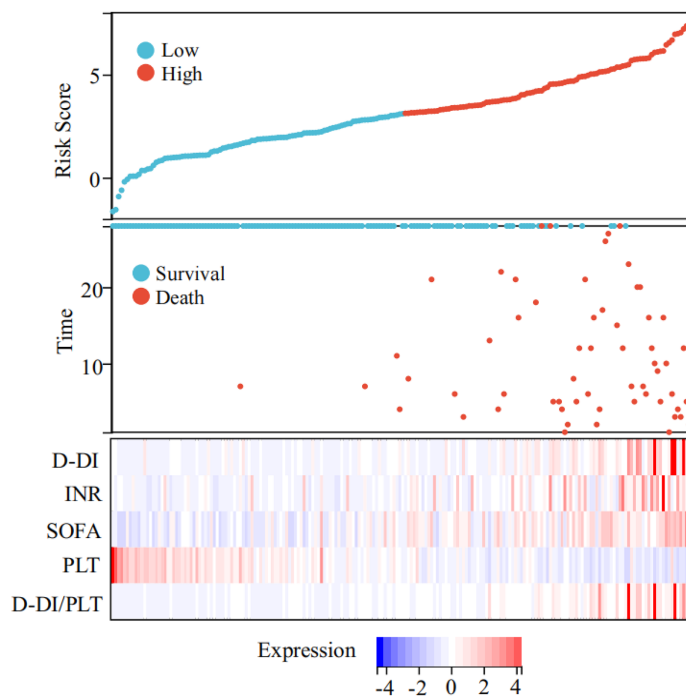 Low
High
5
0
Risk Score
Survival
Death
20
10
Time
D-DI
INR
SOFA
PLT
D-DI/PLT
Expression
-4 -2 0 2 4